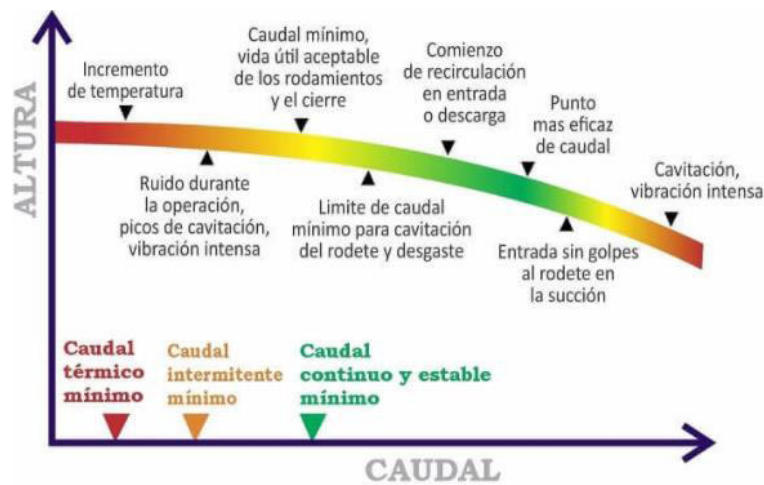 ALTURA
Incremento
de temperatura
Caudal mínimo,
vida útil aceptable
de los rodamientos
y el cierre
Comienzo
de recirculación
en entrada
o descarga
Punto
mas eficaz
de caudal
Cavitación,
vibración intensa
Ruido durante
la operación,
picos de cavitación,
vibración intensa
Limite de caudal
mínimo para cavitación
del rodete y desgaste
Entrada sin golpes
al rodete en
la succión
Caudal
térmico
mínimo
Caudal
intermitente
mínimo
Caudal
continuo y estable
mínimo
CAUDAL